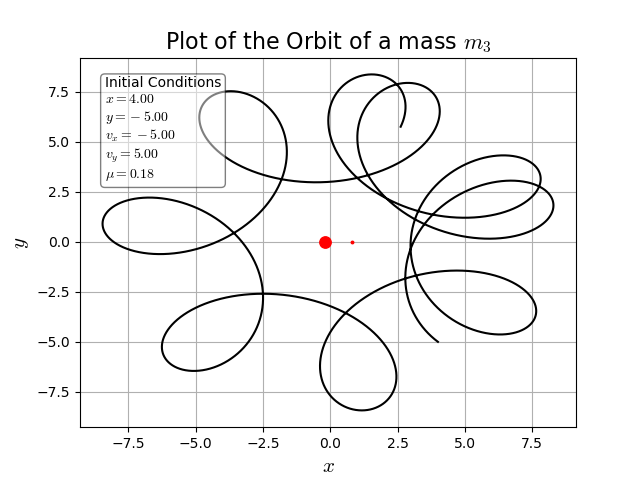 Plot of the Orbit of a mass m₃
Initial Conditions
x = 4.00
y = − 5.00
vₓ = − 5.00
v_y = 5.00
μ = 0.18
7.5
5.0
2.5
0.0
−2.5
−5.0
−7.5
y
−7.5 −5.0 −2.5 0.0 2.5 5.0 7.5
x